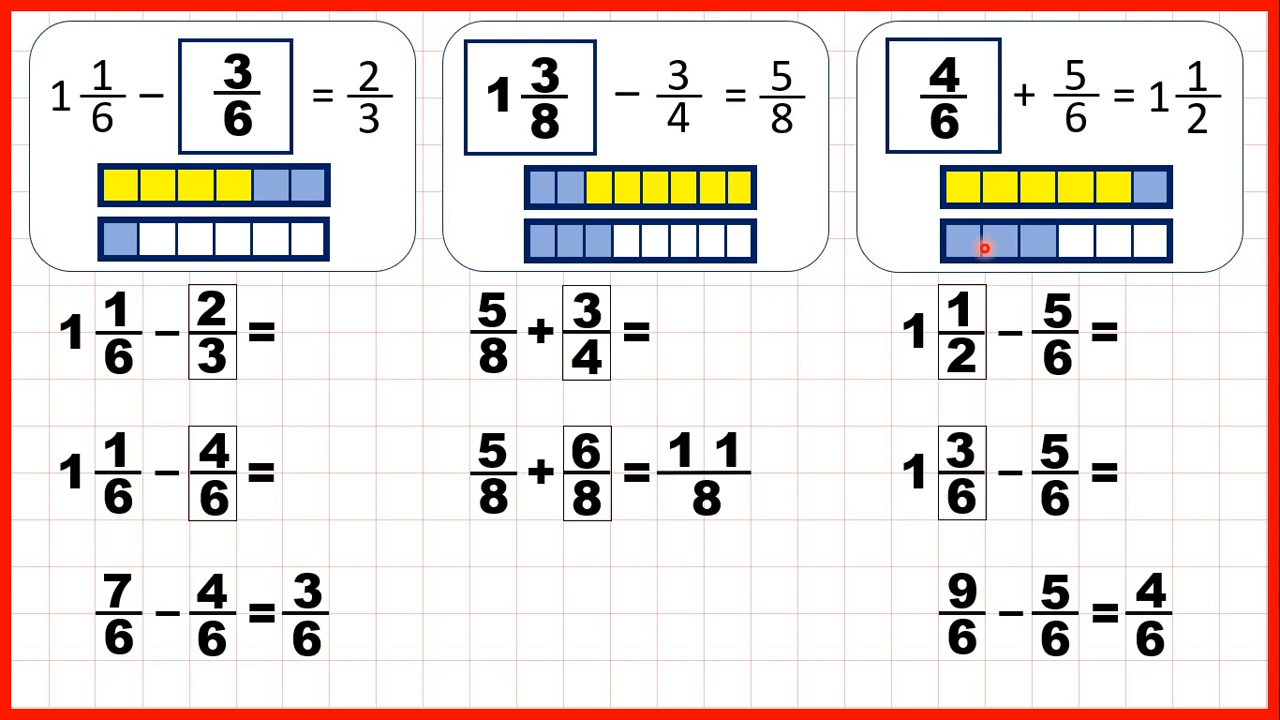 1 1/6 − 3/6 = 2/3
1 3/8 − 3/4 = 5/8
4/6 + 5/6 = 1 1/2
1 1/6 − 2/3 =
5/8 + 3/4 =
1 1/2 − 5/6 =
1 1/6 − 4/6 =
5/8 + 6/8 = 11/8
1 3/6 − 5/6 =
7/6 − 4/6 = 3/6
9/6 − 5/6 = 4/6